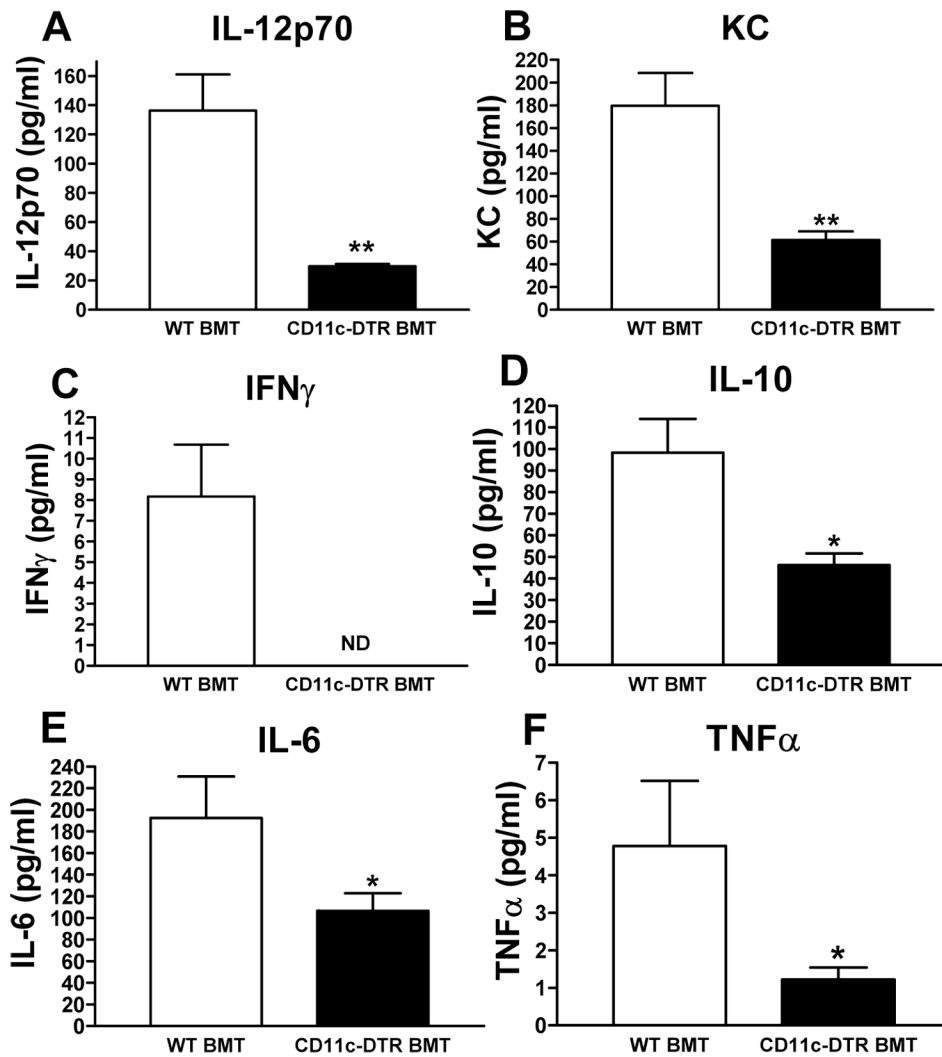 A
IL-12p70
IL-12p70 (pg/ml)
160
140
120
100
80
60
40
20
0
**
WT BMT
CD11c-DTR BMT
B
KC
KC (pg/ml)
220
200
180
160
140
120
100
80
60
40
20
0
**
WT BMT
CD11c-DTR BMT
C
IFNγ
IFNγ (pg/ml)
12
11
10
9
8
7
6
5
4
3
2
1
0
ND
WT BMT
CD11c-DTR BMT
D
IL-10
IL-10 (pg/ml)
120
110
100
90
80
70
60
50
40
30
20
10
0
*
WT BMT
CD11c-DTR BMT
E
IL-6
IL-6 (pg/ml)
240
220
200
180
160
140
120
100
80
60
40
20
0
*
WT BMT
CD11c-DTR BMT
F
TNFα
TNFα (pg/ml)
7
6
5
4
3
2
1
0
*
WT BMT
CD11c-DTR BMT